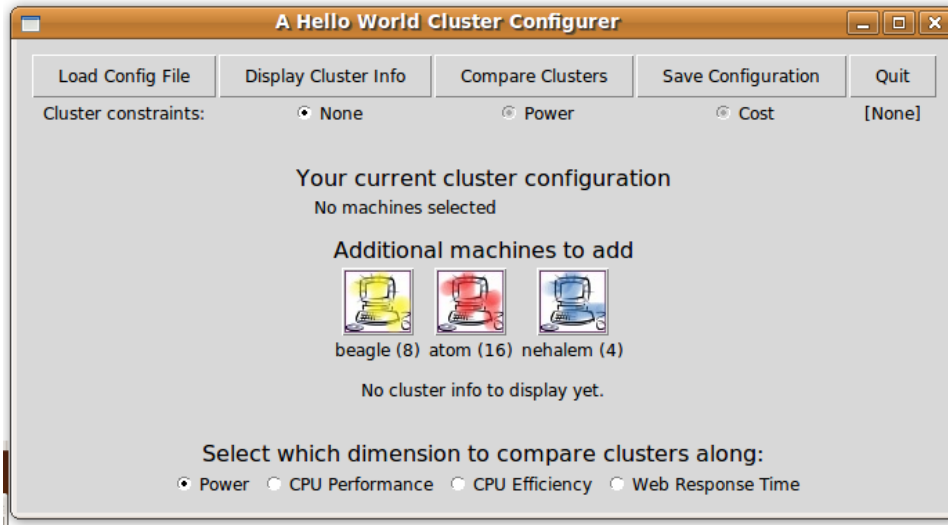 A Hello World Cluster Configurer
Load Config File Display Cluster Info Compare Clusters Save Configuration Quit
Cluster constraints: None Power Cost [None]
Your current cluster configuration
No machines selected
Additional machines to add
beagle (8) atom (16) nehalem (4)
No cluster info to display yet.
Select which dimension to compare clusters along:
Power CPU Performance CPU Efficiency Web Response Time